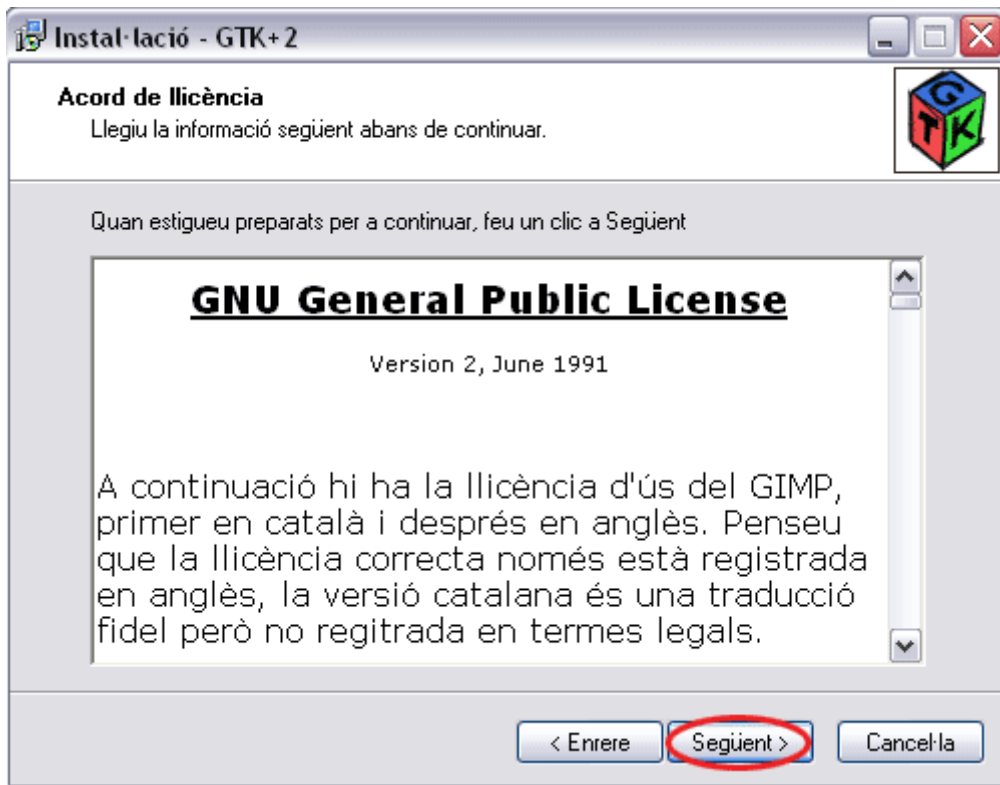 Instal·lació - GTK+2
Acord de llicència
Llegiu la informació següent abans de continuar.
GTK
Quan estigueu preparats per a continuar, feu un clic a Següent
GNU General Public License
Version 2, June 1991
A continuació hi ha la llicència d'ús del GIMP,
primer en català i després en anglès. Penseu
que la llicència correcta només està registrada
en anglès, la versió catalana és una traducció
fidel però no regitrada en termes legals.
< Enrere
Següent >
Cancel·la